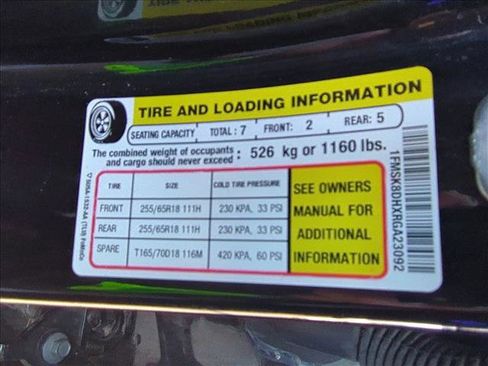 TIRE AND LOADING INFORMATION
SEATING CAPACITY TOTAL: 7 FRONT: 2 REAR: 5
The combined weight of occupants
and cargo should never exceed : 526 kg or 1160 lbs.
TIRE SIZE COLD TIRE PRESSURE
FRONT 255/65R18 111H 230 KPA, 33 PSI
REAR 255/65R18 111H 230 KPA, 33 PSI
SPARE T165/70D18 116M 420 KPA, 60 PSI
SEE OWNERS
MANUAL FOR
ADDITIONAL
INFORMATION
1FMSK8DHXRGA23092